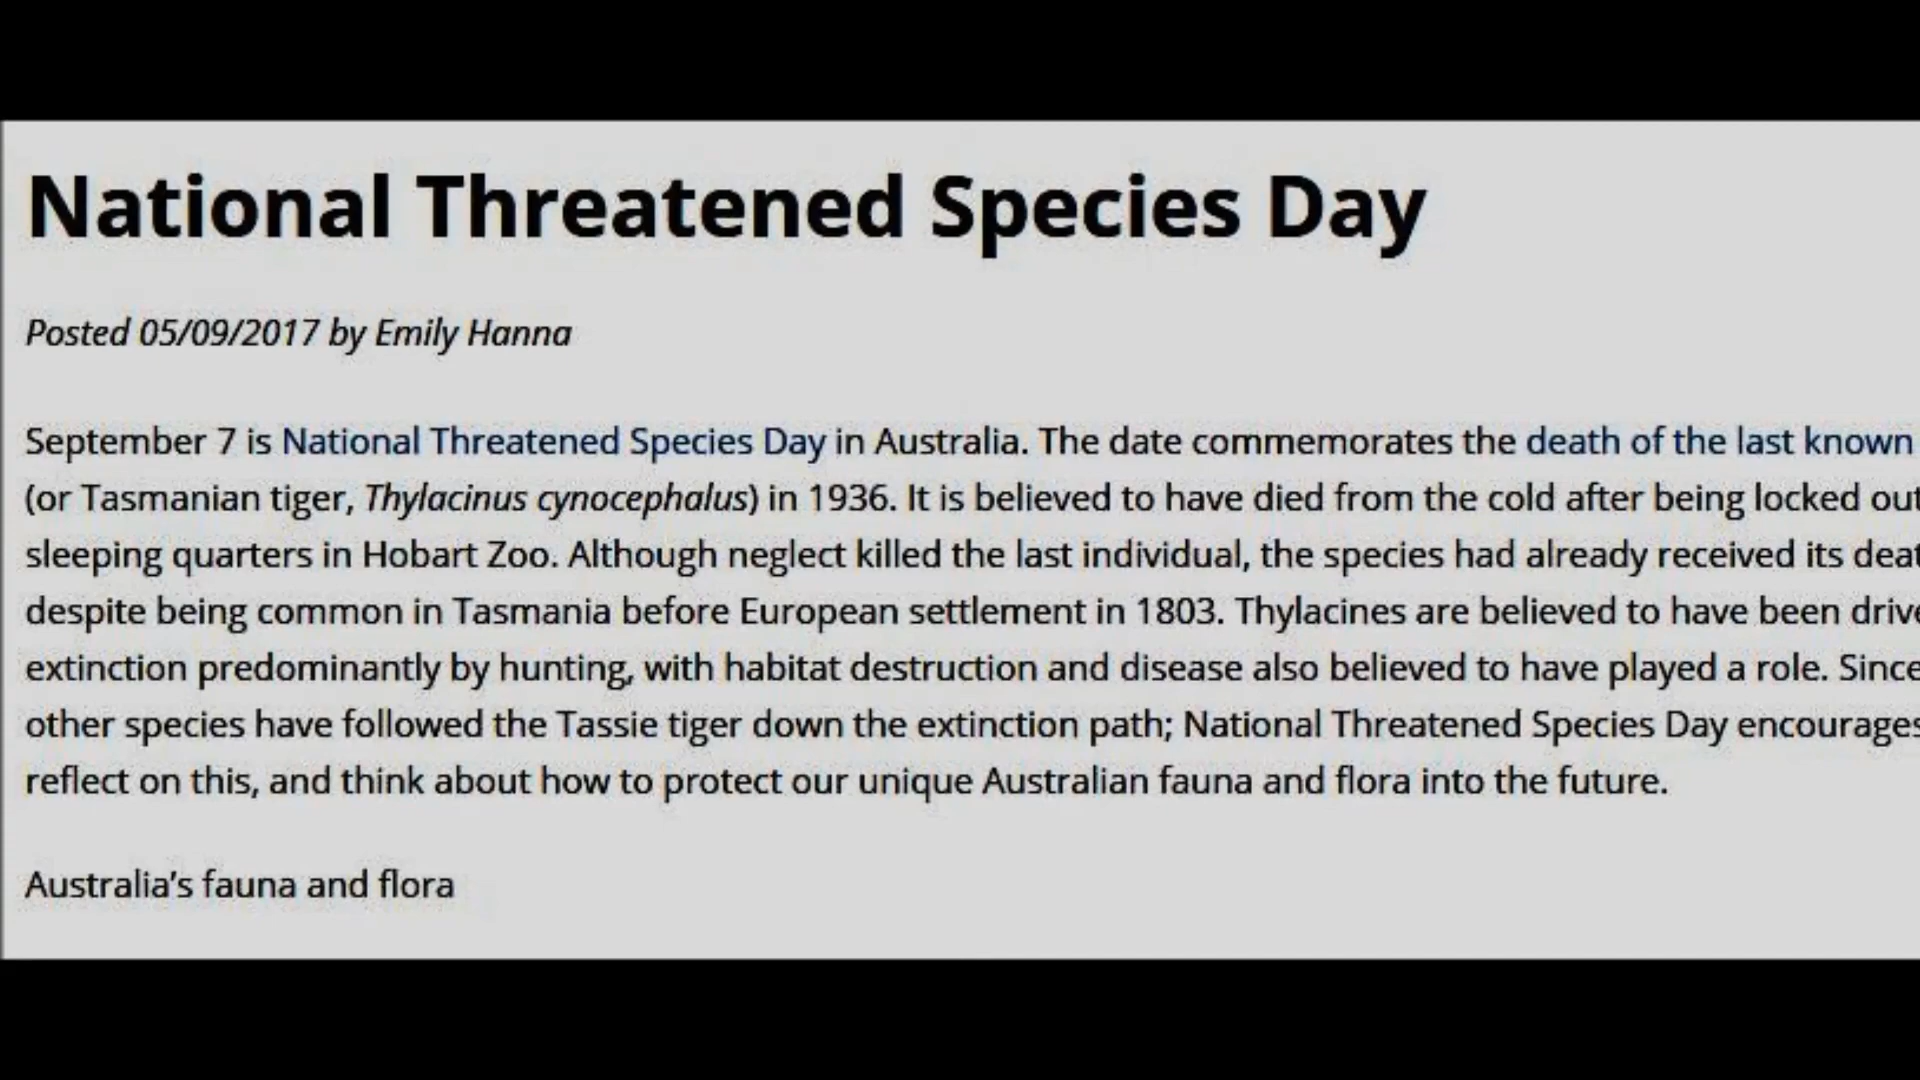 National Threatened Species Day
Posted 05/09/2017 by Emily Hanna
September 7 is National Threatened Species Day in Australia. The date commemorates the death of the last known
(or Tasmanian tiger, Thylacinus cynocephalus) in 1936. It is believed to have died from the cold after being locked out
sleeping quarters in Hobart Zoo. Although neglect killed the last individual, the species had already received its
despite being common in Tasmania before European settlement in 1803. Thylacines are believed to have been
extinction predominantly by hunting, with habitat destruction and disease also believed to have played a role. Since
other species have followed the Tassie tiger down the extinction path; National Threatened Species Day encourages
reflect on this, and think about how to protect our unique Australian fauna and flora into the future.
Australia’s fauna and flora